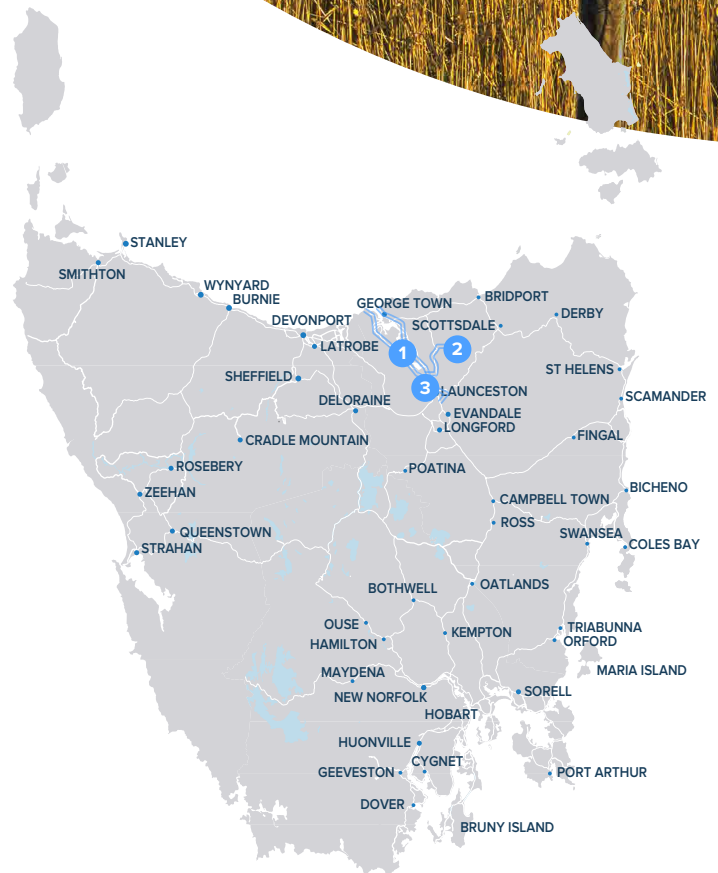 STANLEY
SMITHTON
WYNYARD
BURNIE
GEORGE TOWN
BRIDPORT
DERBY
DEVONPORT
SCOTTSDALE
LATROBE
1
2
ST HELENS
SHEFFIELD
3
LAUNCESTON
SCAMANDER
DELORAINE
EVANDALE
LONGFORD
FINGAL
CRADLE MOUNTAIN
ROSEBERY
POATINA
ZEEHAN
CAMPBELL TOWN
BICHENO
ROSS
QUEENSTOWN
SWANSEA
STRAHAN
COLES BAY
BOTHWELL
OATLANDS
OUSE
KEMPTON
TRIABUNNA
HAMILTON
ORFORD
MAYDENA
MARIA ISLAND
NEW NORFOLK
SORELL
HOBART
HUONVILLE
CYGNET
GEEVESTON
PORT ARTHUR
DOVER
BRUNY ISLAND